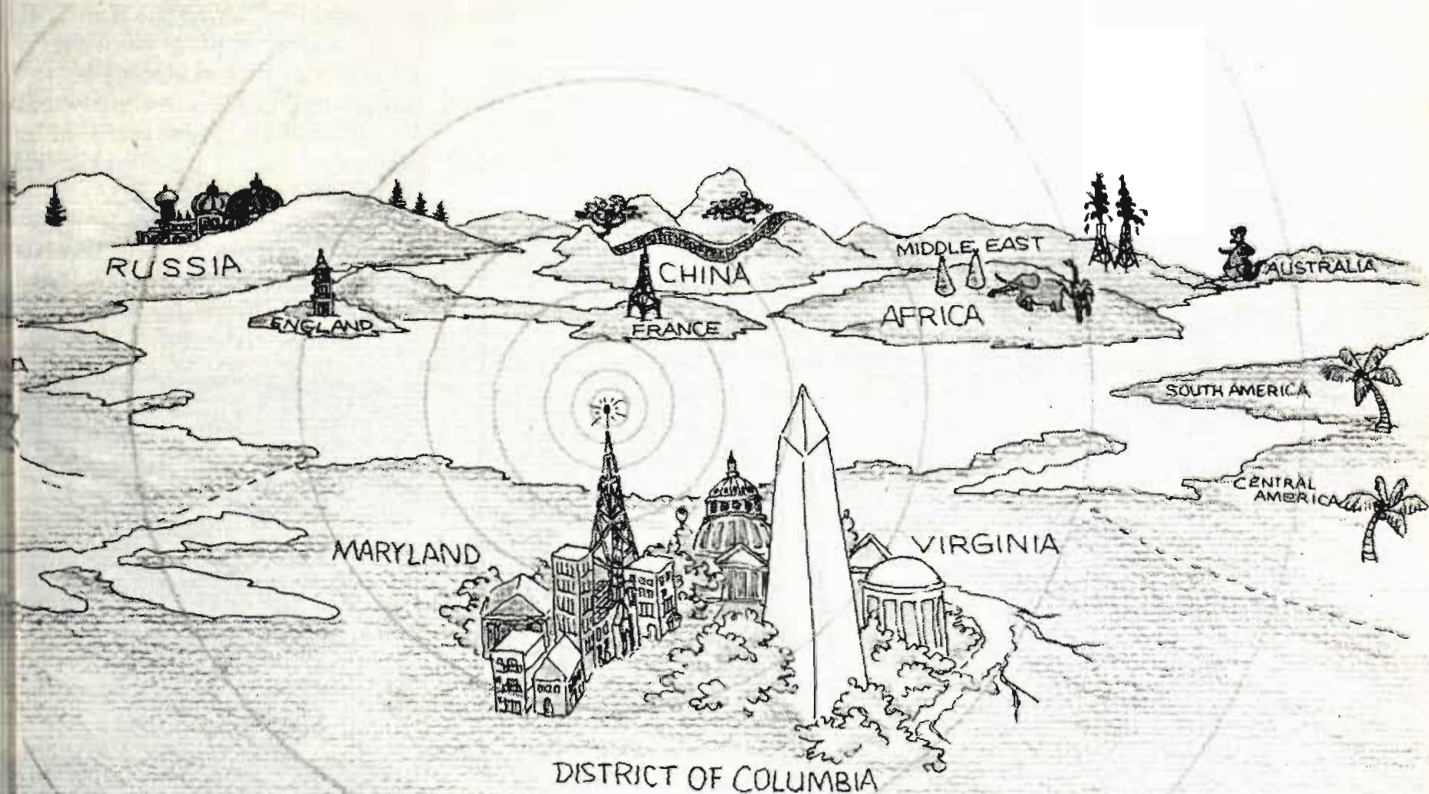 RUSSIA
ENGLAND
FRANCE
CHINA
MIDDLE EAST
AFRICA
AUSTRALIA
SOUTH AMERICA
CENTRAL
AMERICA
MARYLAND
VIRGINIA
DISTRICT OF COLUMBIA